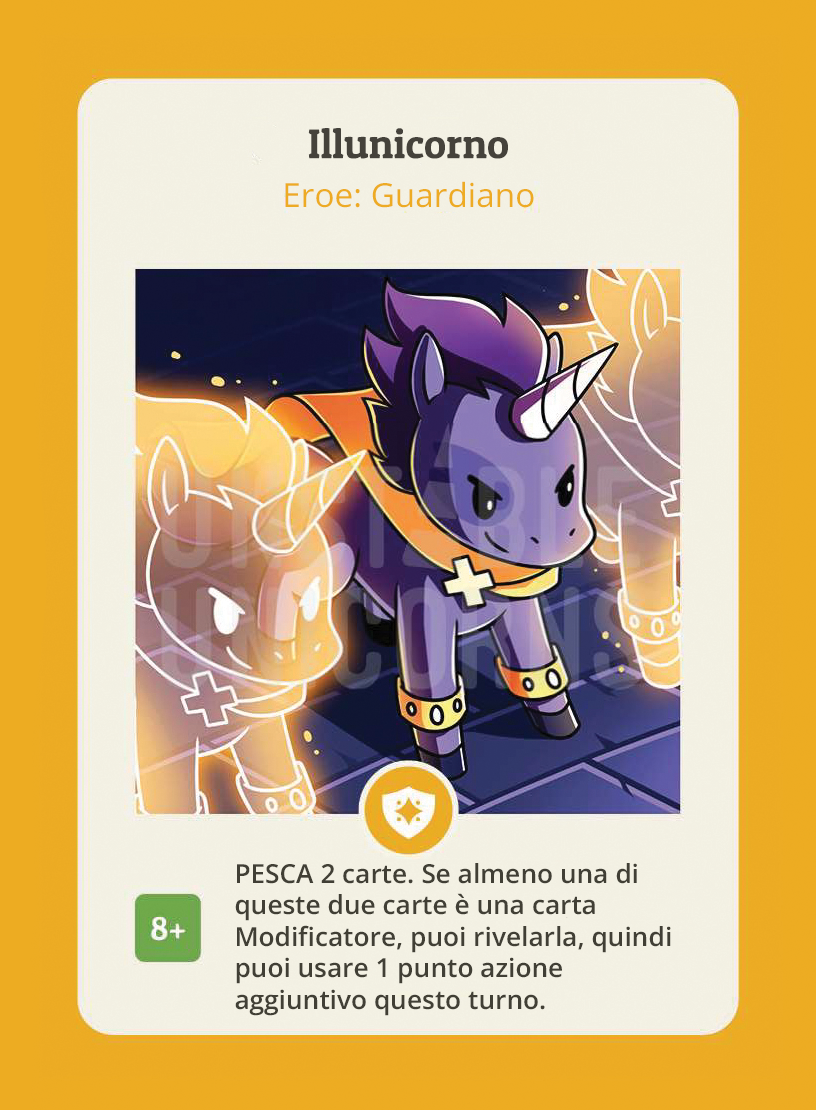 Illunicorno
Eroe: Guardiano
UNSTABLE
UNICORNS
8+
PESCA 2 carte. Se almeno una di
queste due carte è una carta
Modificatore, puoi rivelarla, quindi
puoi usare 1 punto azione
aggiuntivo questo turno.